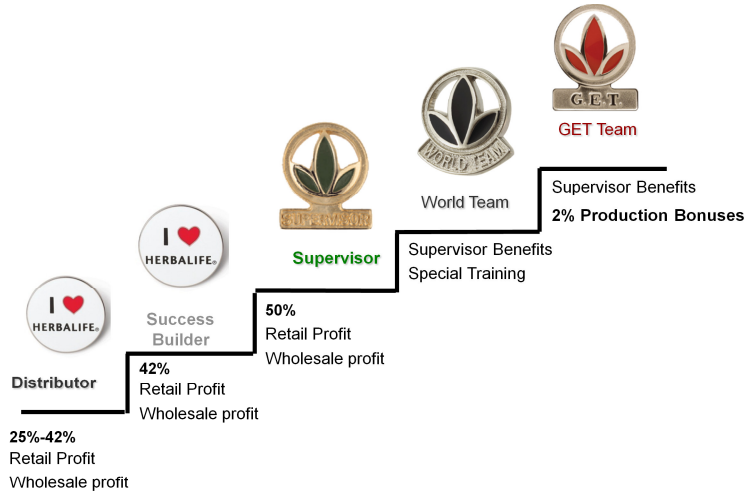 G.E.T.
GET Team
Supervisor Benefits
2% Production Bonuses
WORLD TEAM
World Team
Supervisor Benefits
Special Training
SUPERVISOR
Supervisor
50%
Retail Profit
Wholesale profit
I ♥
HERBALIFE®
Success
Builder
42%
Retail Profit
Wholesale profit
I ♥
HERBALIFE®
Distributor
25%-42%
Retail Profit
Wholesale profit